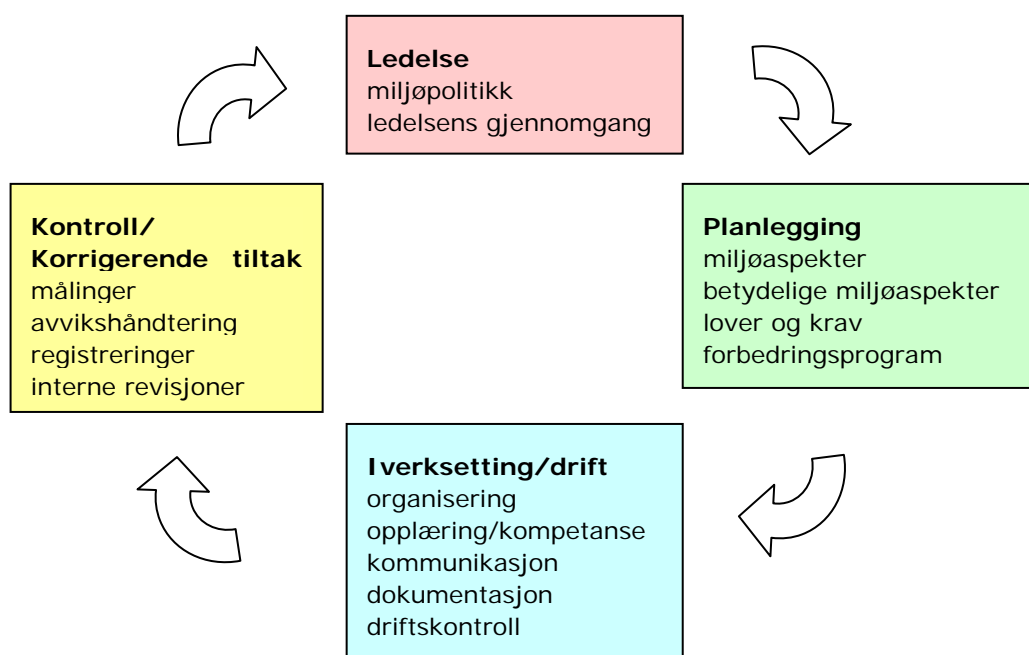 Ledelse
miljøpolitikk
ledelsens gjennomgang
Planlegging
miljøaspekter
betydelige miljøaspekter
lover og krav
forbedringsprogram
Iverksetting/drift
organisering
opplæring/kompetanse
kommunikasjon
dokumentasjon
driftskontroll
Kontroll/
Korrigerende tiltak
målinger
avvikshåndtering
registreringer
interne revisjoner